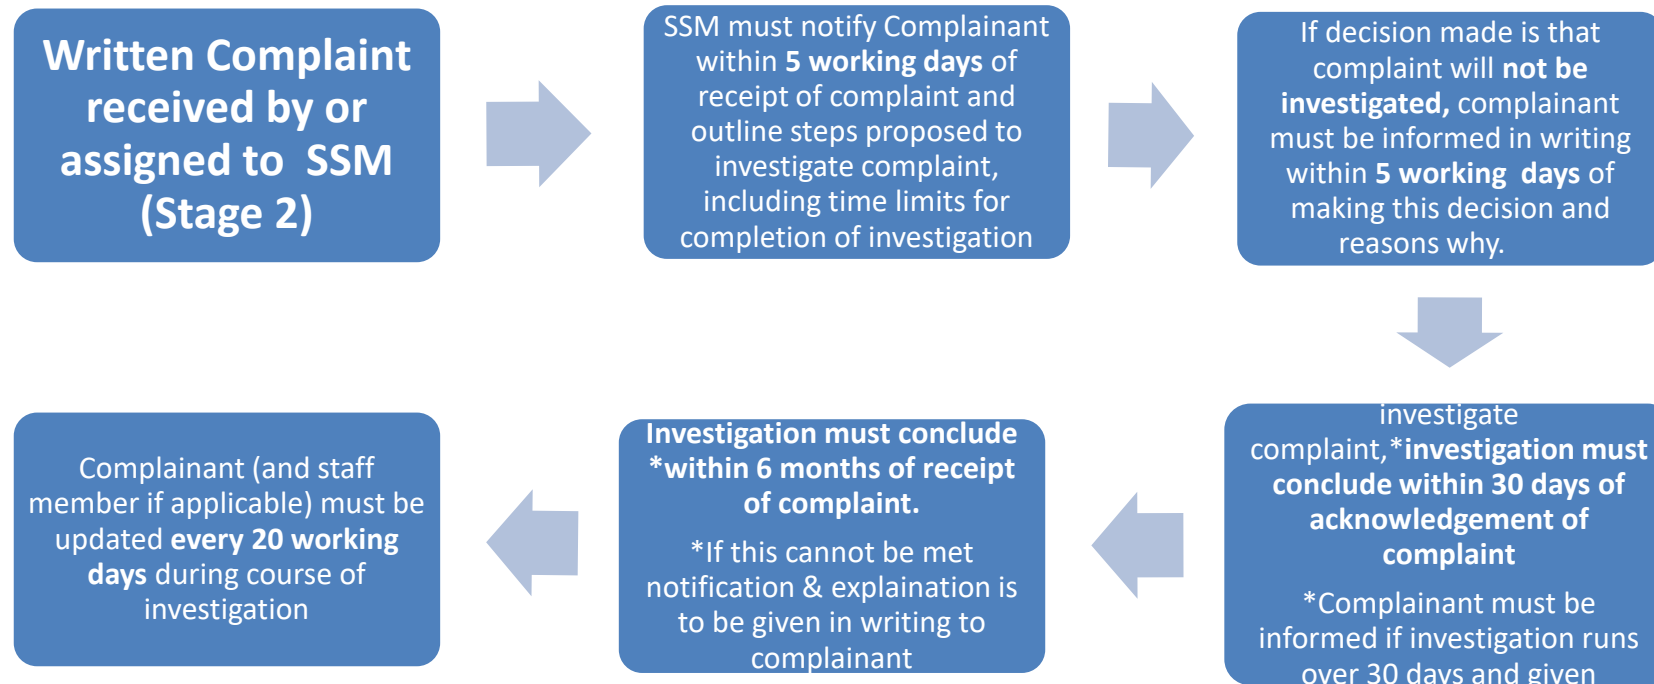 Written Complaint
received by or
assigned to SSM
(Stage 2)
SSM must notify Complainant
within 5 working days of
receipt of complaint and
outline steps proposed to
investigate complaint,
including time limits for
completion of investigation
If decision made is that
complaint will not be
investigated, complainant
must be informed in writing
within 5 working days of
making this decision and
reasons why.
investigate
complaint,*investigation must
conclude within 30 days of
acknowledgement of
complaint
*Complainant must be
informed if investigation runs
over 30 days and given
Investigation must conclude
*within 6 months of receipt
of complaint.
*If this cannot be met
notification & explaination is
to be given in writing to
complainant
Complainant (and staff
member if applicable) must be
updated every 20 working
days during course of
investigation